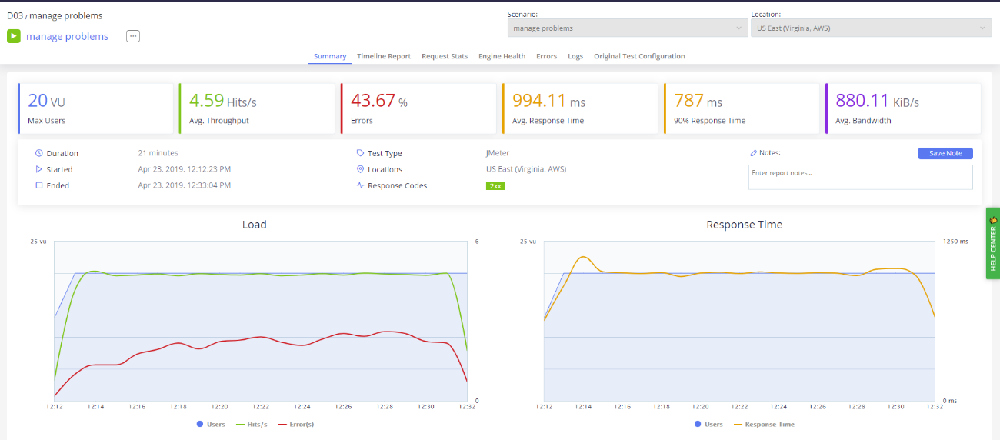 D03 / manage problems
manage problems
Scenario:
manage problems
Location:
US East (Virginia, AWS)
Summary Timeline Report Request Stats Engine Health Errors Logs Original Test Configuration
20 VU
Max Users
4.59 Hits/s
Avg. Throughput
43.67 %
Errors
994.11 ms
Avg. Response Time
787 ms
90% Response Time
880.11 KiB/s
Avg. Bandwidth
Duration 21 minutes
Started Apr 23, 2019, 12:12:23 PM
Ended Apr 23, 2019, 12:33:04 PM
Test Type JMeter
Locations US East (Virginia, AWS)
Response Codes 2xx
Notes: Save Note
Enter report notes...
HELP CENTER
Load
25 vu 6
0
12:12 12:14 12:16 12:18 12:20 12:22 12:24 12:26 12:28 12:30 12:32
Users Hits/s Error(s)
Response Time
25 vu 1250 ms
0 ms
12:12 12:14 12:16 12:18 12:20 12:22 12:24 12:26 12:28 12:30 12:32
Users Response Time